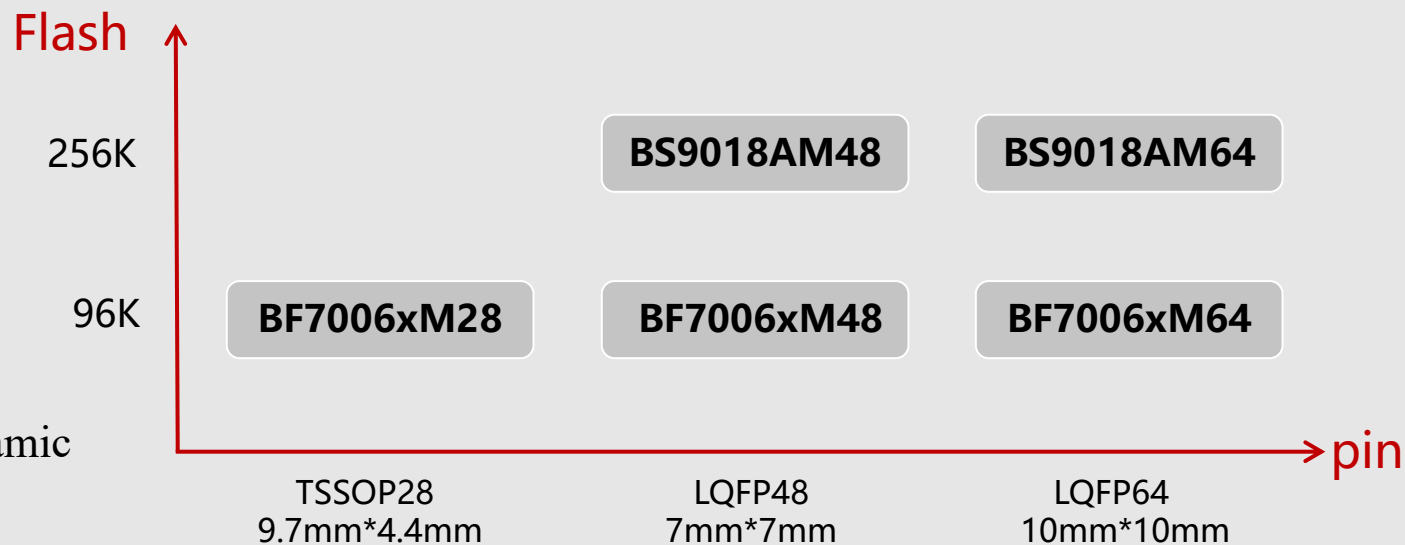 Flash
256K
BS9018AM48
BS9018AM64
96K
BF7006xM28
BF7006xM48
BF7006xM64
pin
TSSOP28
LQFP48
LQFP64
9.7mm*4.4mm
7mm*7mm
10mm*10mm